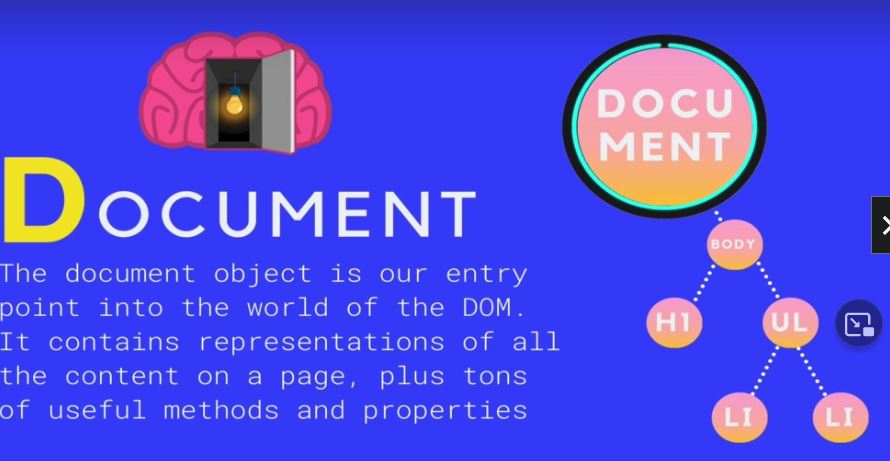 DOCUMENT
The document object is our entry
point into the world of the DOM.
It contains representations of all
the content on a page, plus tons
of useful methods and properties
DOCU
MENT
BODY
H1
UL
LI
LI